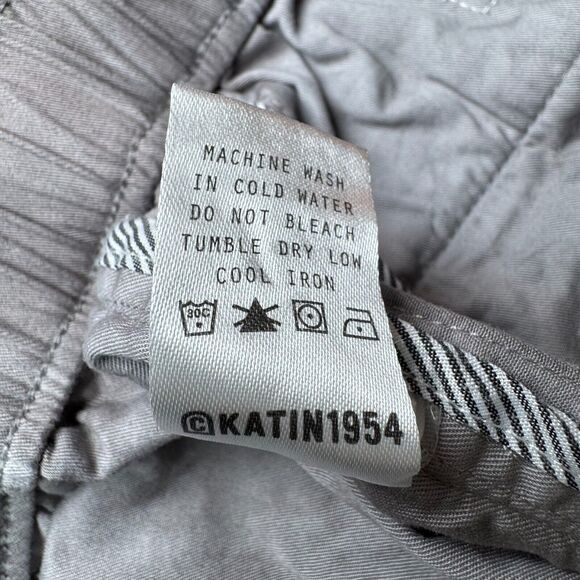 MACHINE WASH
IN COLD WATER
DO NOT BLEACH
TUMBLE DRY LOW
COOL IRON
30C
©KATIN1954